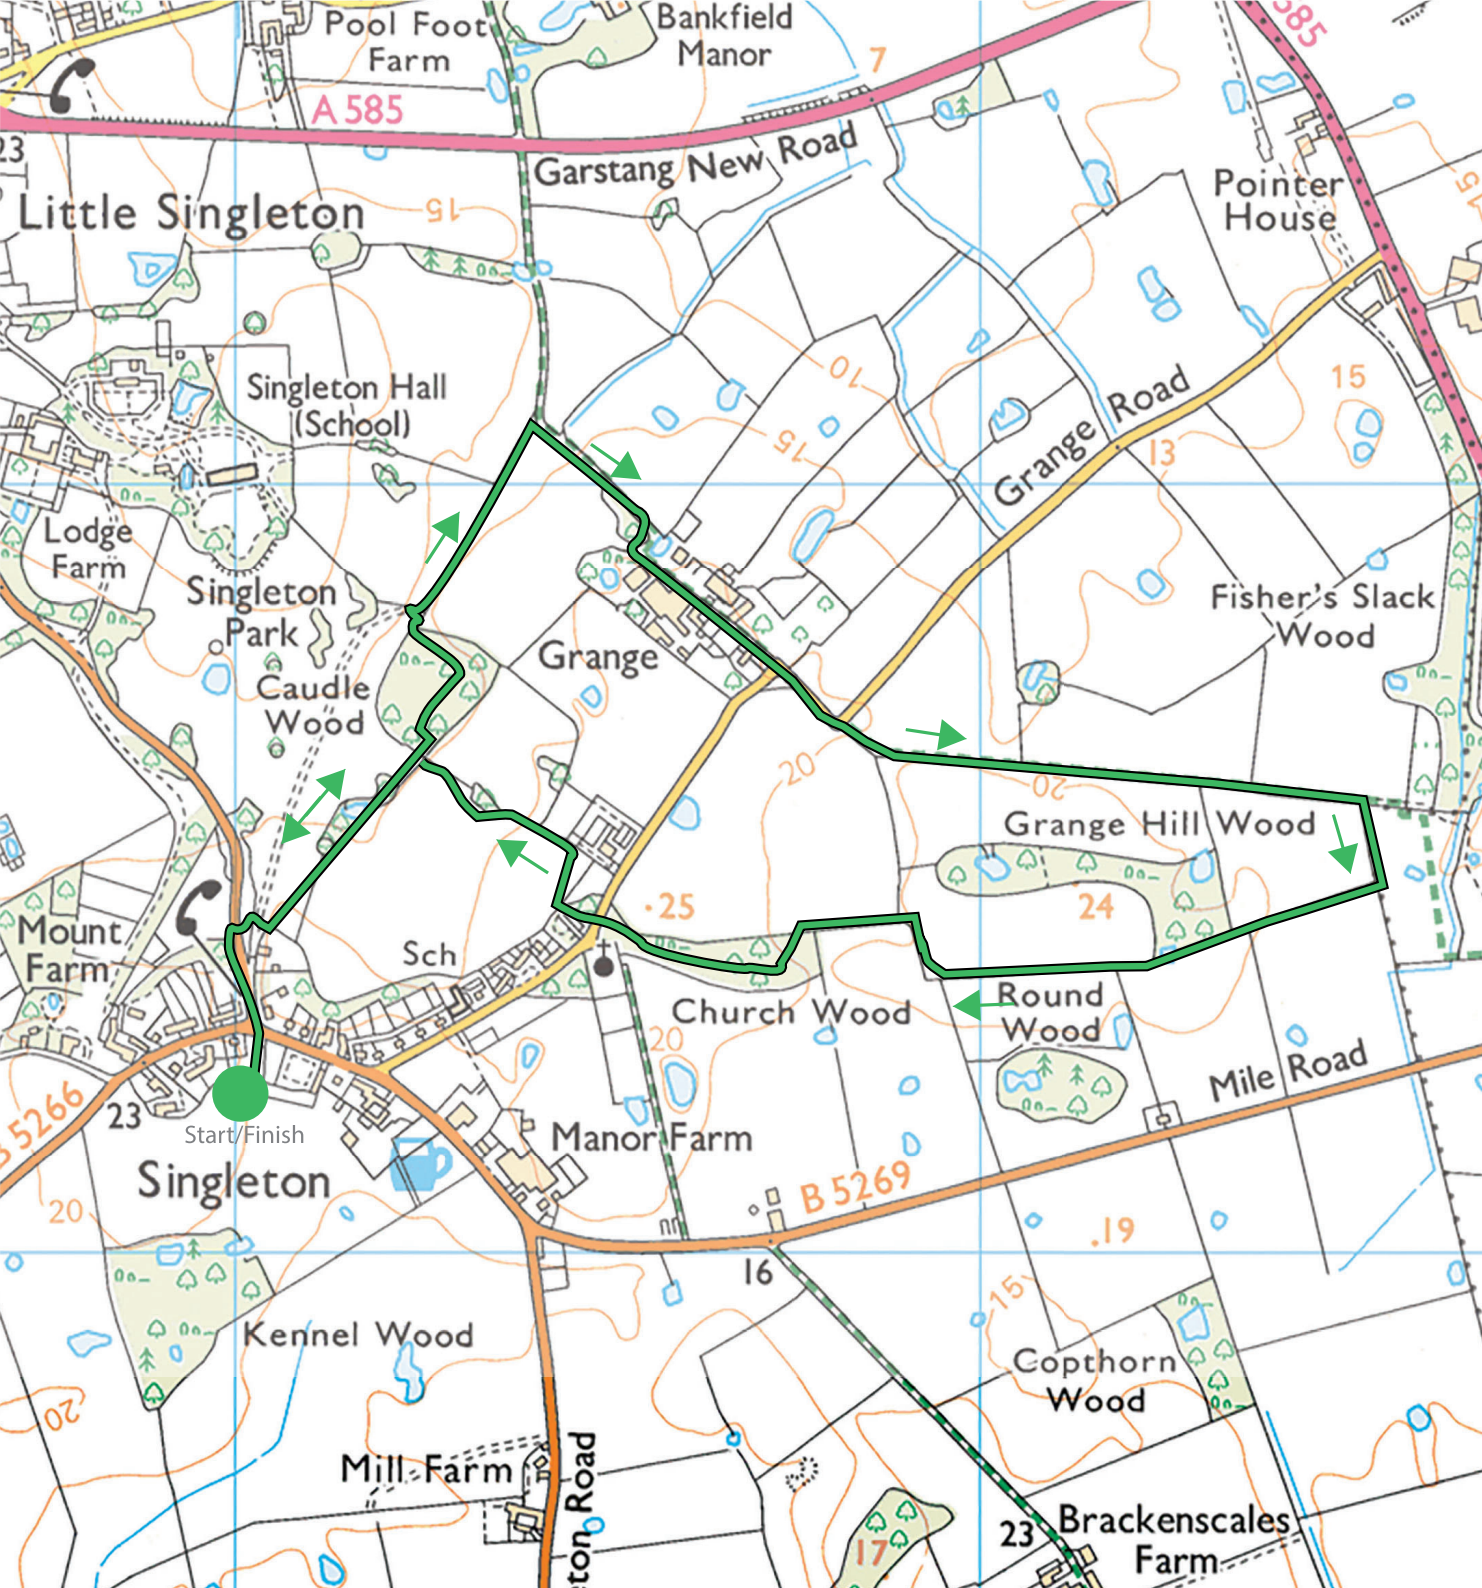 Pool Foot
Farm
Bankfield
Manor
7
585
A 585
23
Garstang New Road
Pointer
House
15
Little Singleton
15
10
15
Singleton Hall
(School)
Grange Road
13
15
Lodge
Farm
Singleton
Park
Fisher's Slack
Wood
Grange
Caudle
Wood
20
20
Grange Hill Wood
24
.25
Mount
Farm
Sch
Church Wood
Round
Wood
20
Mile Road
B 5266
23
Start/Finish
Manor Farm
Singleton
B 5269
20
.19
16
15
Kennel Wood
Copthorn
Wood
20
Mill Farm
ton Road
23
Brackenscales
Farm
17